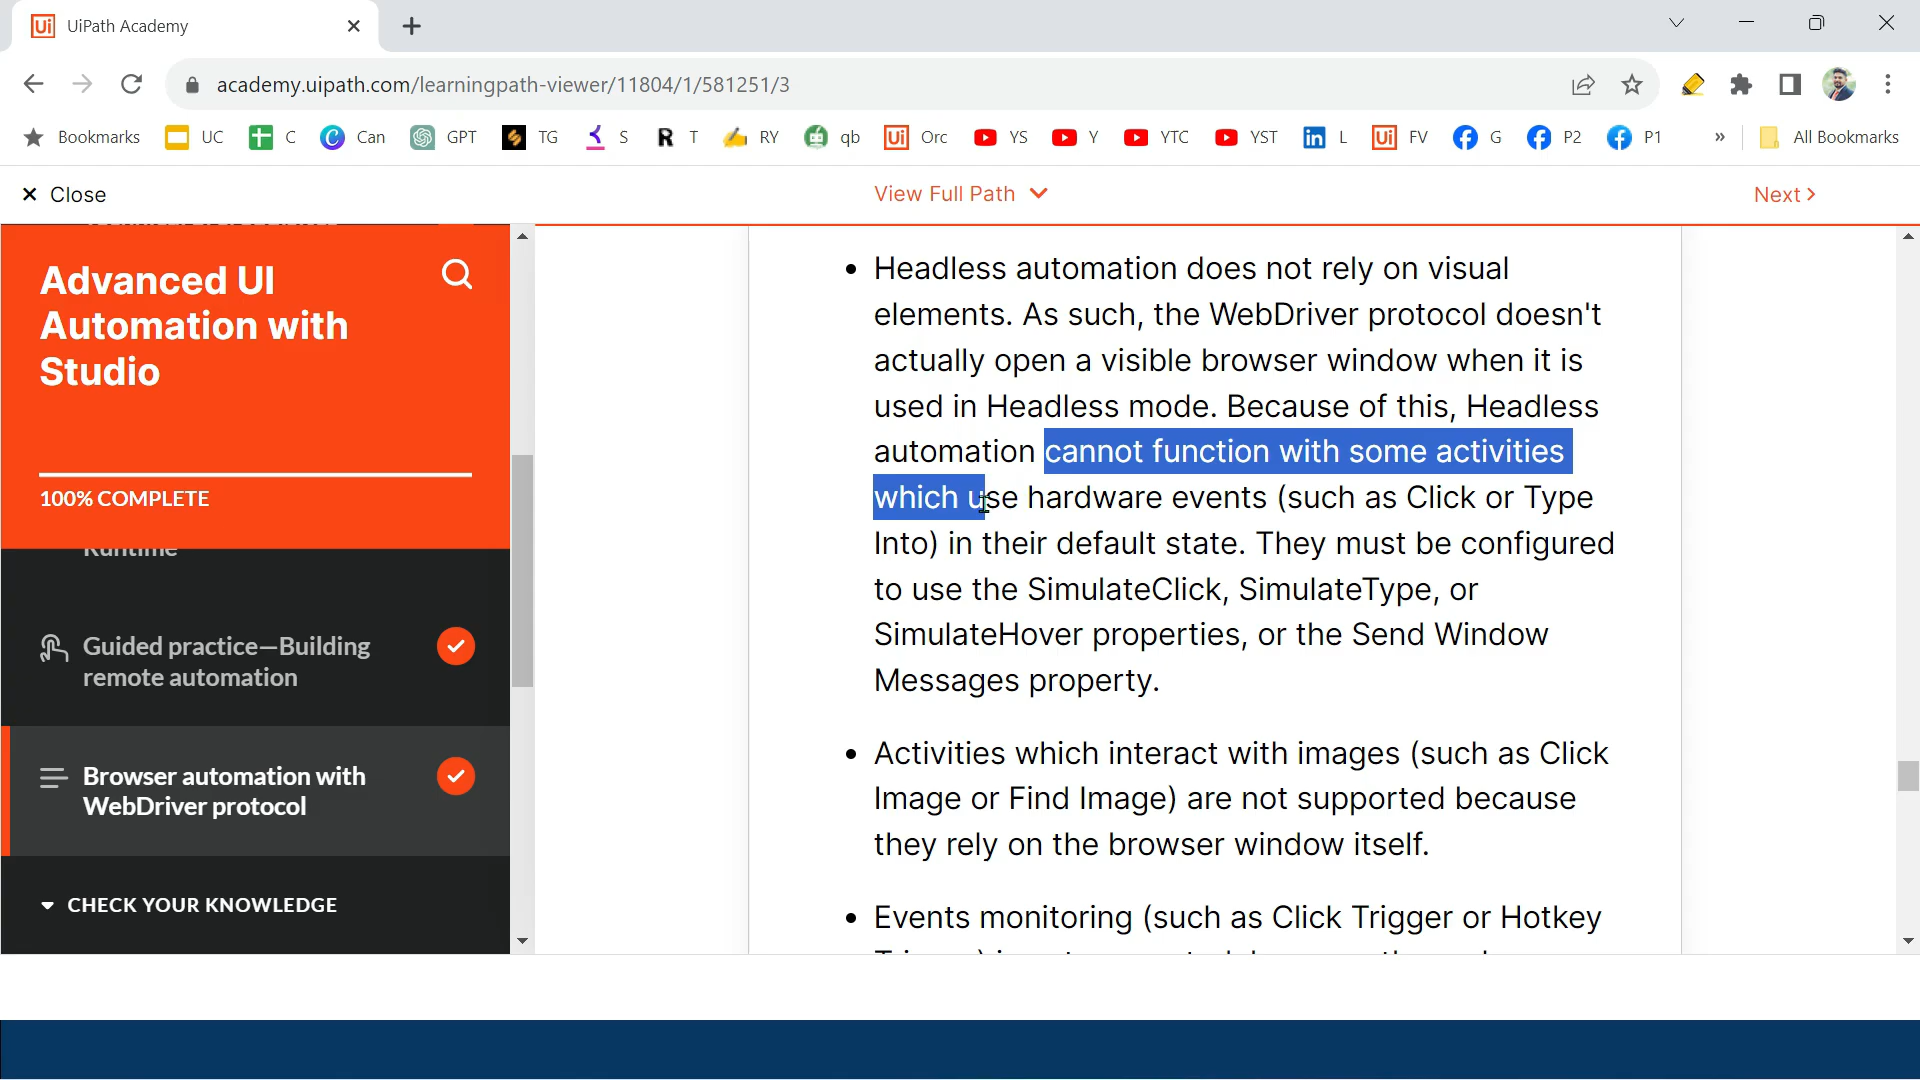 UiPath Academy
academy.uipath.com/learningpath-viewer/11804/1/581251/3
Bookmarks UC C Can GPT TG S T RY qb Orc YS Y YTC YST L FV G P2 P1 » All Bookmarks
Close
View Full Path
Next
Advanced UI
Automation with
Studio
100% COMPLETE
Runtime
Guided practice—Building
remote automation
Browser automation with
WebDriver protocol
CHECK YOUR KNOWLEDGE
• Headless automation does not rely on visual
elements. As such, the WebDriver protocol doesn't
actually open a visible browser window when it is
used in Headless mode. Because of this, Headless
automation cannot function with some activities
which use hardware events (such as Click or Type
Into) in their default state. They must be configured
to use the SimulateClick, SimulateType, or
SimulateHover properties, or the Send Window
Messages property.
• Activities which interact with images (such as Click
Image or Find Image) are not supported because
they rely on the browser window itself.
• Events monitoring (such as Click Trigger or Hotkey